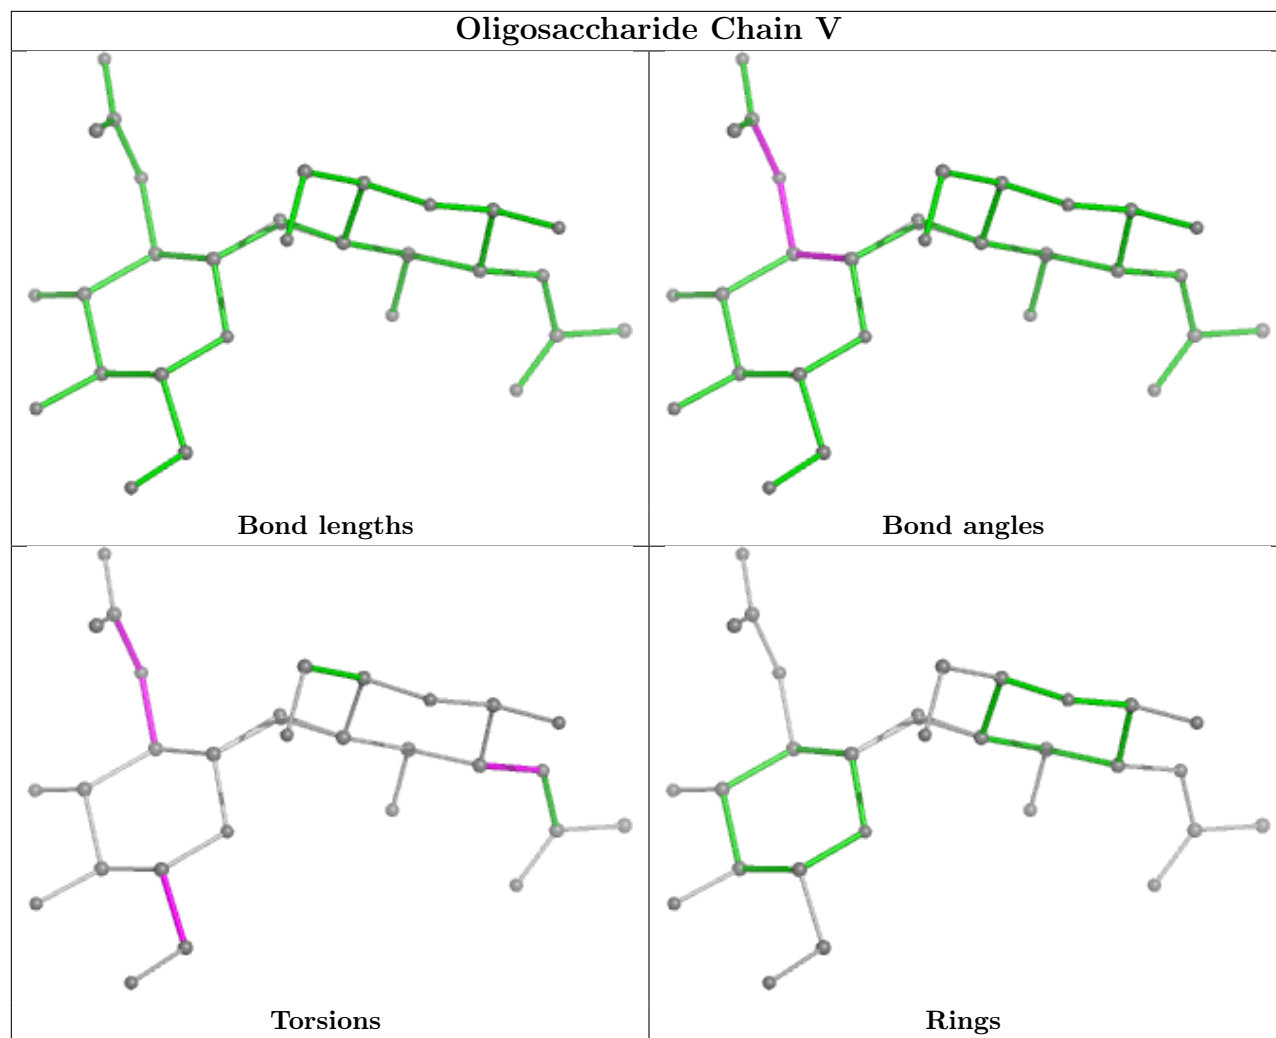 Oligosaccharide Chain V
Bond lengths
Bond angles
Torsions
Rings